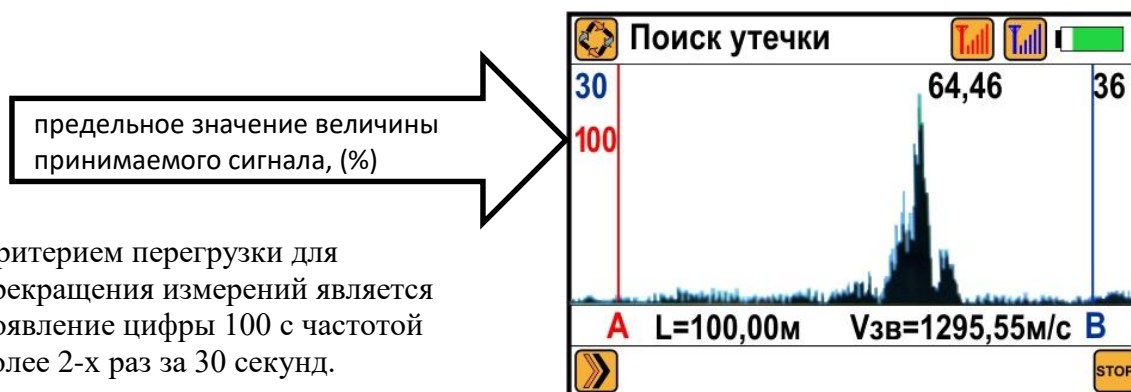 предельное значение величины
принимаемого сигнала, (%)
ритерием перегрузки для
рекращения измерений является
оявление цифры 100 с частотой
олее 2-х раз за 30 секунд.
Поиск утечки
30
64,46
36
100
A L=100,00м Vзв=1295,55м/с B
STOP